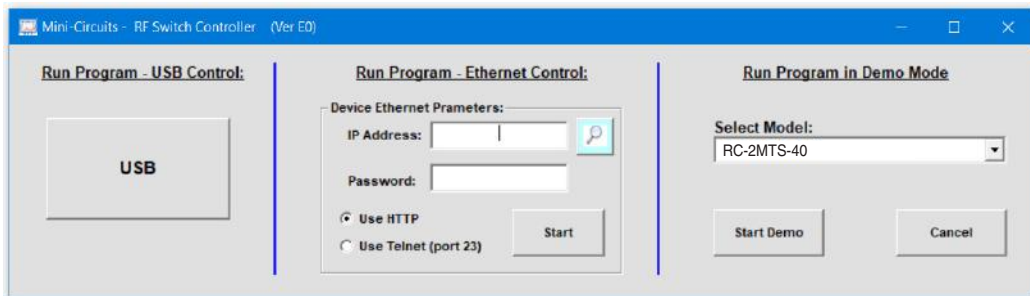 Mini-Circuits - RF Switch Controller (Ver E0)
Run Program - USB Control:
USB
Run Program - Ethernet Control:
Device Ethernet Prameters:
IP Address:
Password:
Use HTTP
Use Telnet (port 23)
Start
Run Program in Demo Mode
Select Model:
RC-2MTS-40
Start Demo
Cancel